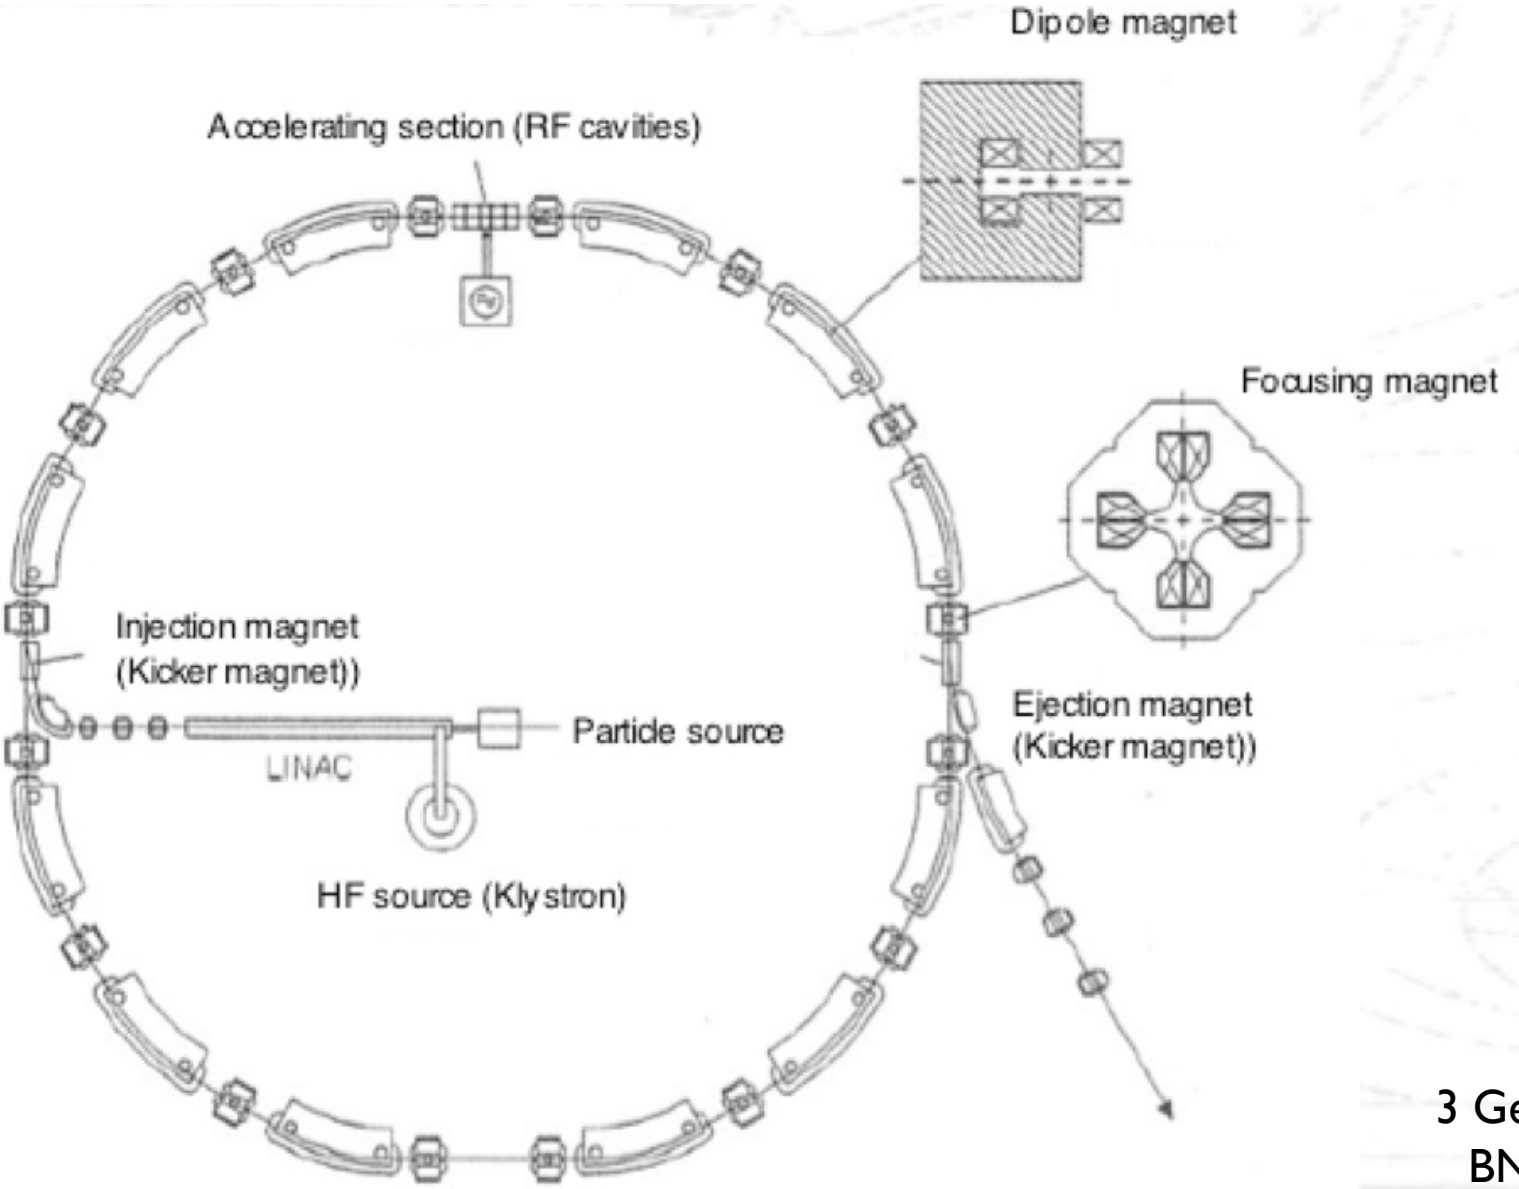 Dipole magnet
Accelerating section (RF cavities)
Focusing magnet
Injection magnet
(Kicker magnet))
Particle source
LINAC
Ejection magnet
(Kicker magnet))
HF source (Klystron)
3 Ge
BN